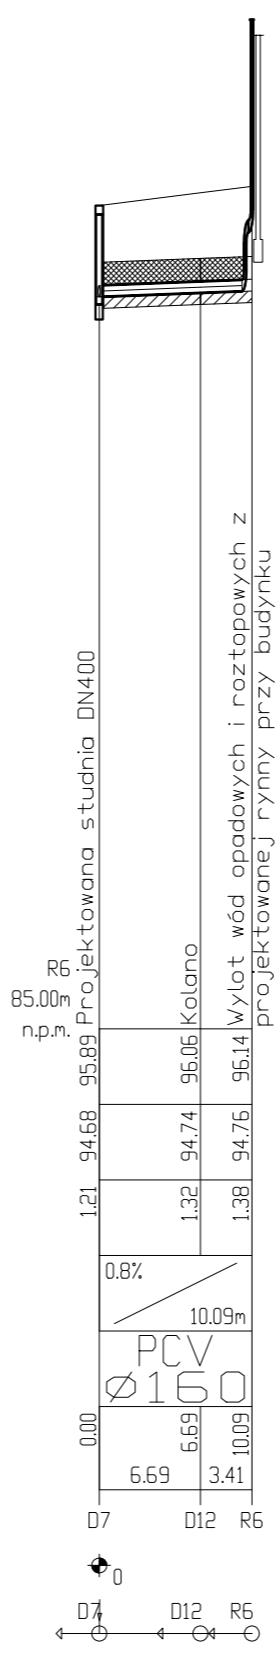 Projektowana studnia DN400
Kolano
Wylot wód opadowych i roztopowych z
projektowanej rynny przy budynku
R6
85.00m
n.p.m.
95.89 96.06 96.14
94.68 94.74 94.76
1.21 1.32 1.38
0.8%
10.09m
PCV
Ø160
0.00 6.69 10.09
6.69 3.41
D7 D12 R6
0
D7 D12 R6